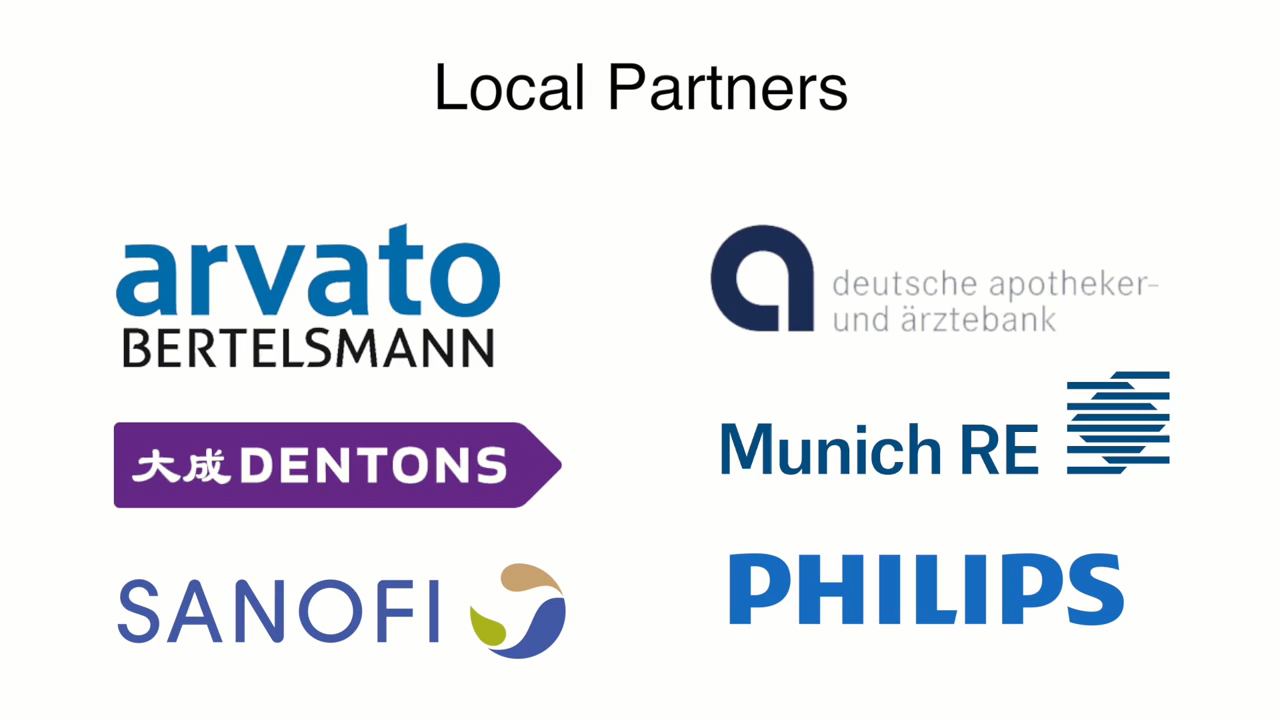 Local Partners
arvato
BERTELSMANN
deutsche apotheker-
und ärztebank
大成 DENTONS
Munich RE
SANOFI
PHILIPS